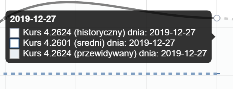 2019-12-27
Kurs 4.2624 (historyczny) dnia: 2019-12-27
Kurs 4.2601 (sredni) dnia: 2019-12-27
Kurs 4.2624 (przewidywany) dnia: 2019-12-27